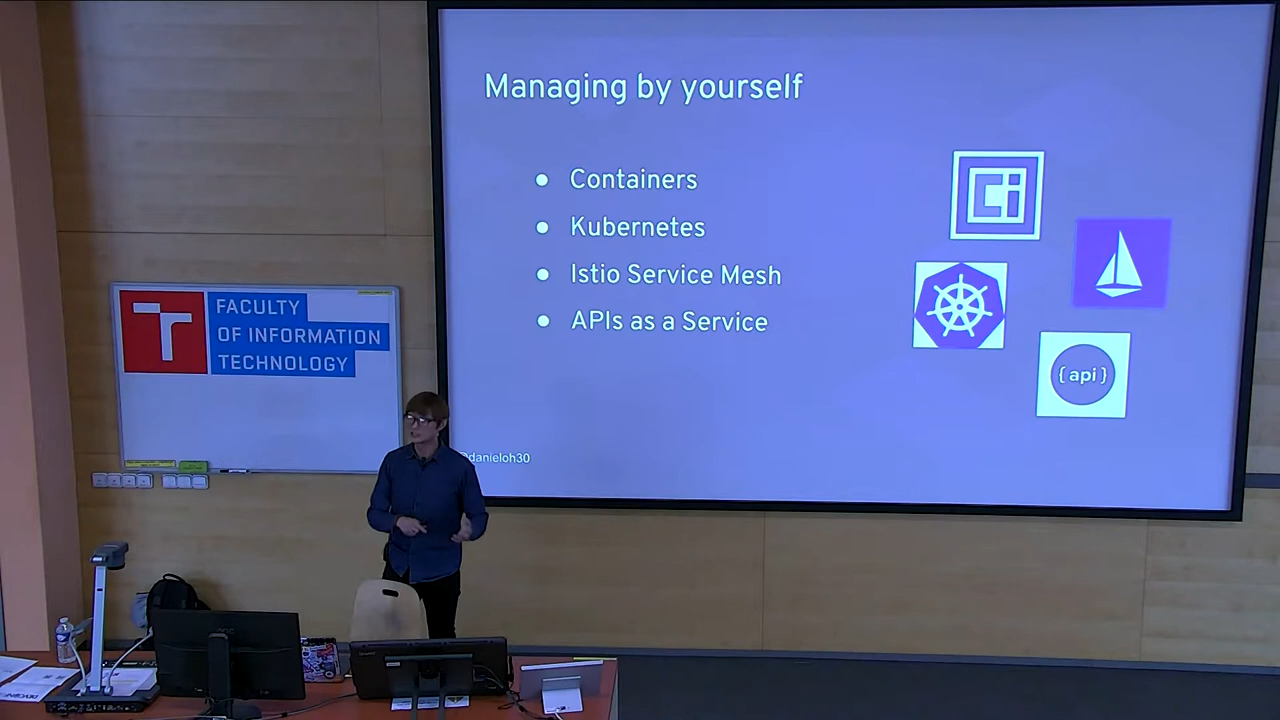 Managing by yourself
● Containers
● Kubernetes
● Istio Service Mesh
● APIs as a Service
{api}
@danieloh30
FACULTY
OF INFORMATION
TECHNOLOGY